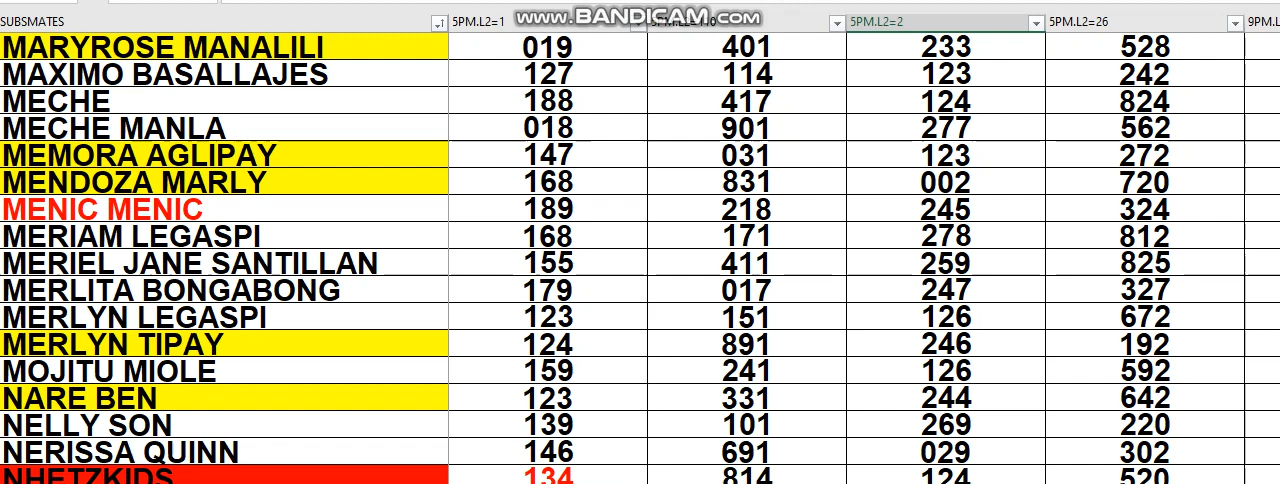 www.BANDICAM.com
SUBSMATES 5PM.L2=1 5PM.L2=2 5PM.L2=26 9PM.L
MARYROSE MANALILI 019 401 233 528
MAXIMO BASALLAJES 127 114 123 242
MECHE 188 417 124 824
MECHE MANLA 018 901 277 562
MEMORA AGLIPAY 147 031 123 272
MENDOZA MARLY 168 831 002 720
MENIC MENIC 189 218 245 324
MERIAM LEGASPI 168 171 278 812
MERIEL JANE SANTILLAN 155 411 259 825
MERLITA BONGABONG 179 017 247 327
MERLYN LEGASPI 123 151 126 672
MERLYN TIPAY 124 891 246 192
MOJITU MIOLE 159 241 126 592
NARE BEN 123 331 244 642
NELLY SON 139 101 269 220
NERISSA QUINN 146 691 029 302
NHETZKIDS 134 814 124 520